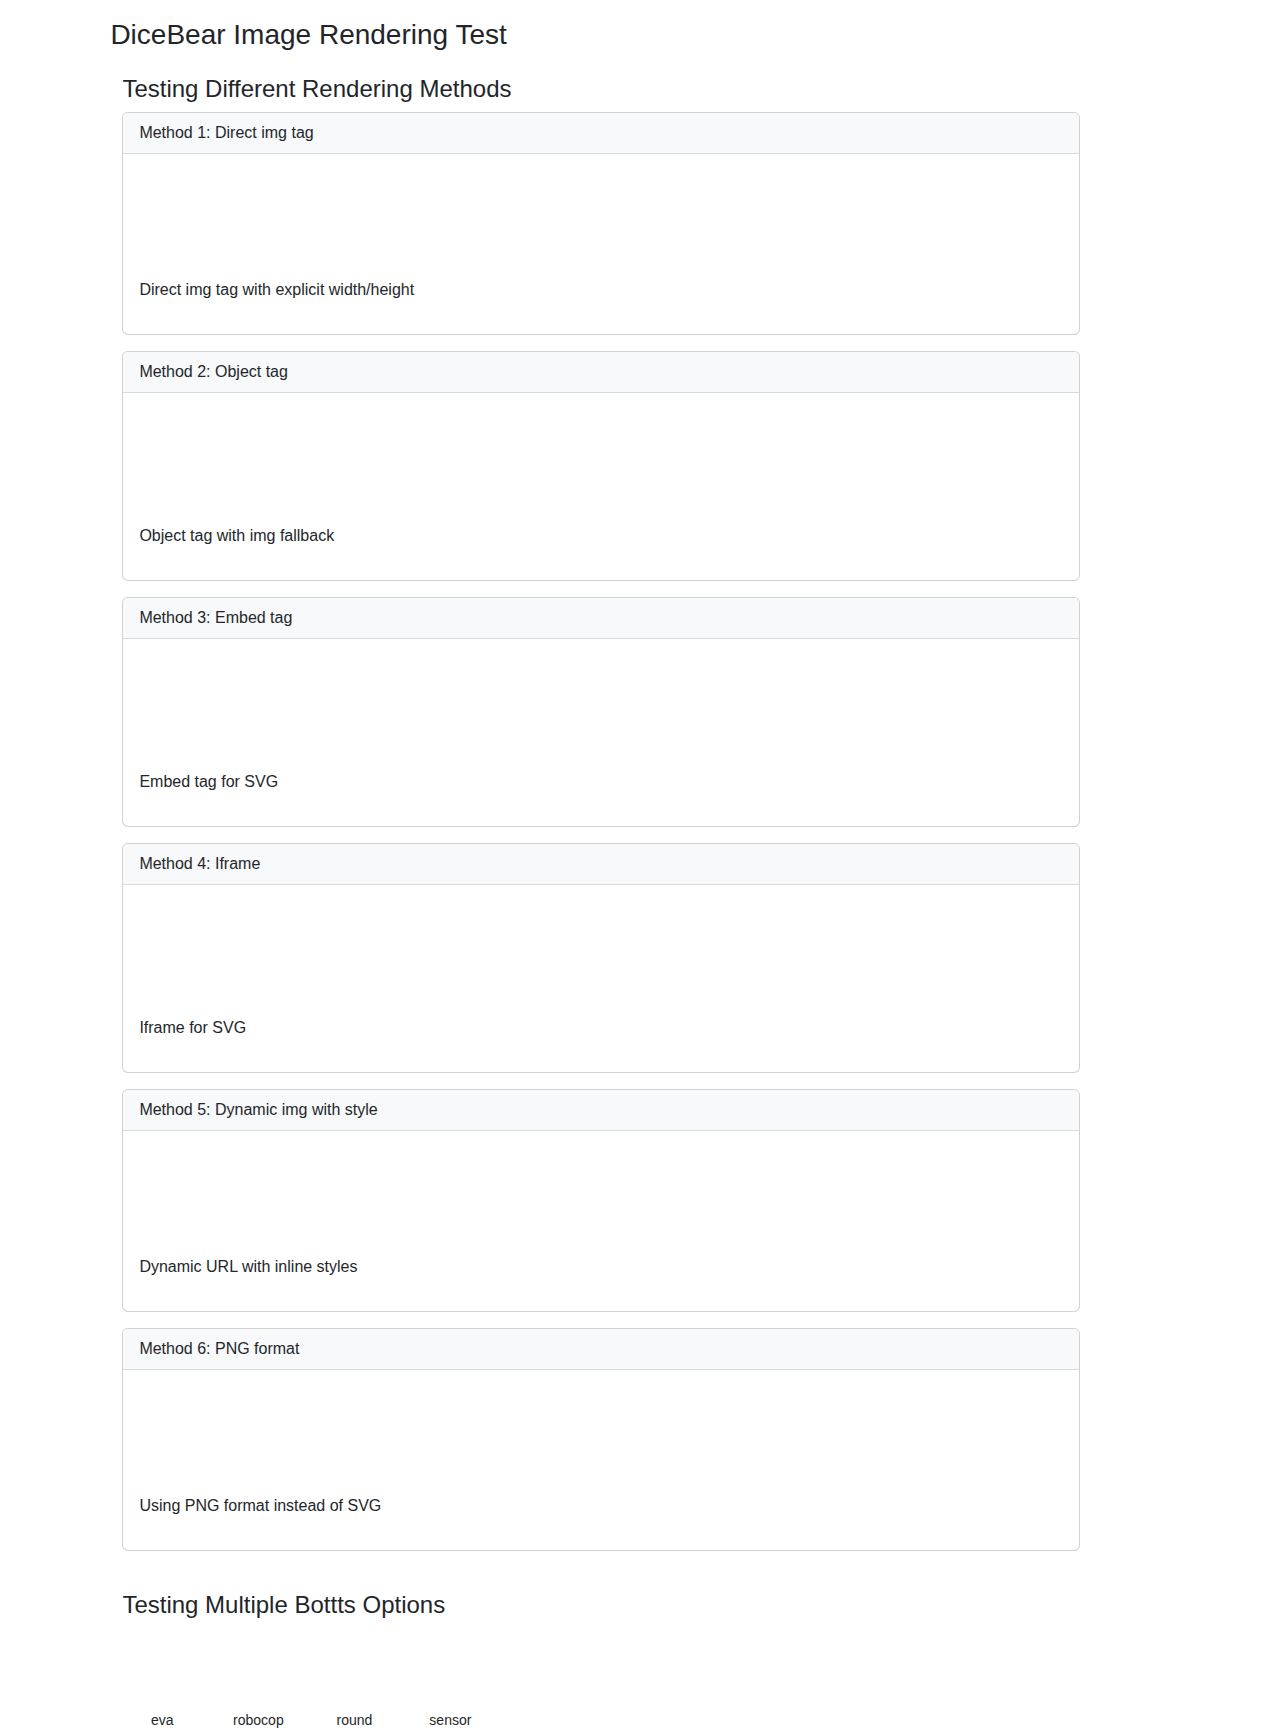 DiceBear Image Rendering Test
Testing Different Rendering Methods
Method 1: Direct img tag
Direct img tag with explicit width/height
Method 2: Object tag
Object tag with img fallback
Method 3: Embed tag
Embed tag for SVG
Method 4: Iframe
Iframe for SVG
Method 5: Dynamic img with style
Dynamic URL with inline styles
Method 6: PNG format
Using PNG format instead of SVG
Testing Multiple Bottts Options
eva robocop round sensor